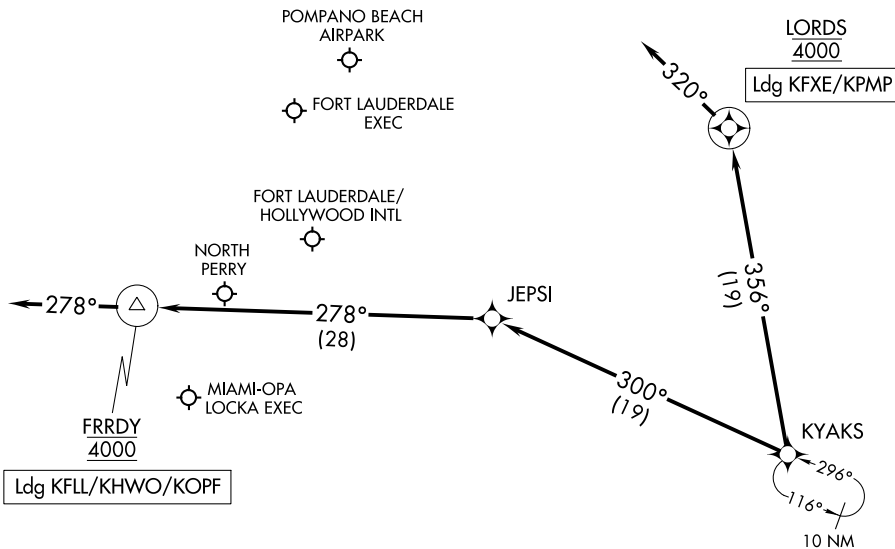 POMPANO BEACH
AIRPARK
FORT LAUDERDALE
EXEC
LORDS
4000
Ldg KFXE/KPMP
320°
FORT LAUDERDALE/
HOLLYWOOD INTL
NORTH
PERRY
JEPSI
356°
(19)
278°
278°
(28)
MIAMI-OPA
LOCKA EXEC
300°
(19)
FRRDY
4000
Ldg KFLL/KHWO/KOPF
KYAKS
296°
116°
10 NM